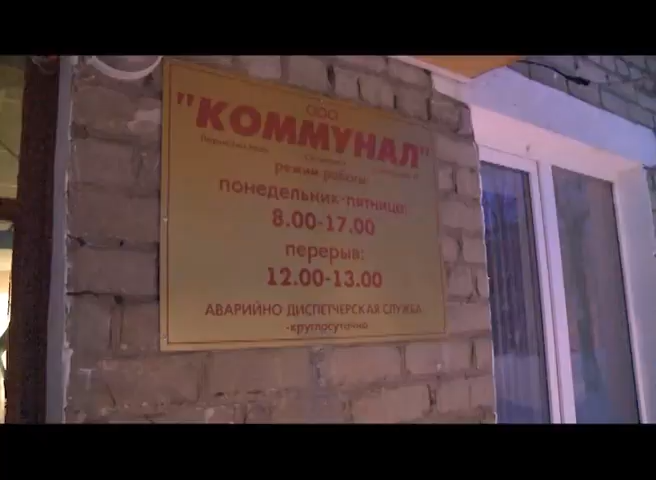 ООО
"КОММУНАЛ"
режим работы:
понедельник-пятница:
8.00-17.00
перерыв:
12.00-13.00
АВАРИЙНО ДИСПЕТЧЕРСКАЯ СЛУЖБА
-круглосуточно